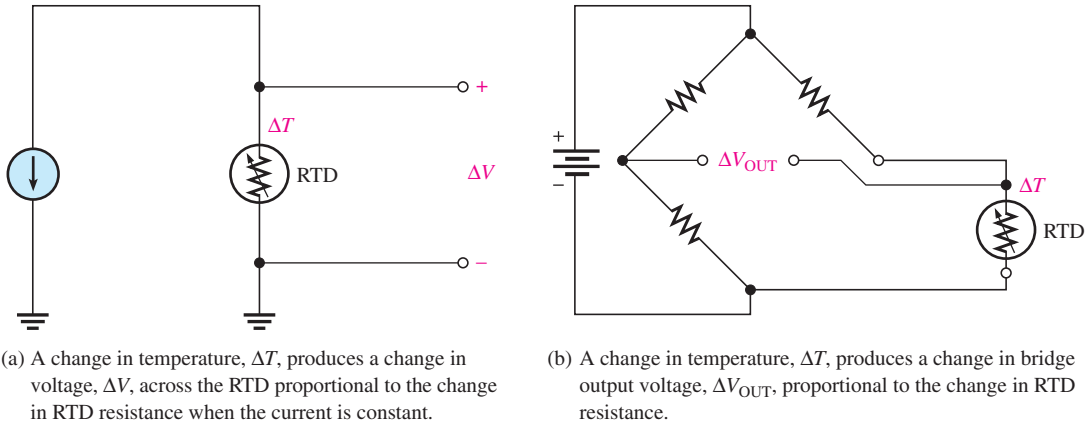 +
ΔT
RTD
ΔV
−
(a) A change in temperature, ΔT, produces a change in
voltage, ΔV, across the RTD proportional to the change
in RTD resistance when the current is constant.
+
−
ΔV_OUT
ΔT
RTD
(b) A change in temperature, ΔT, produces a change in bridge
output voltage, ΔV_OUT, proportional to the change in RTD
resistance.